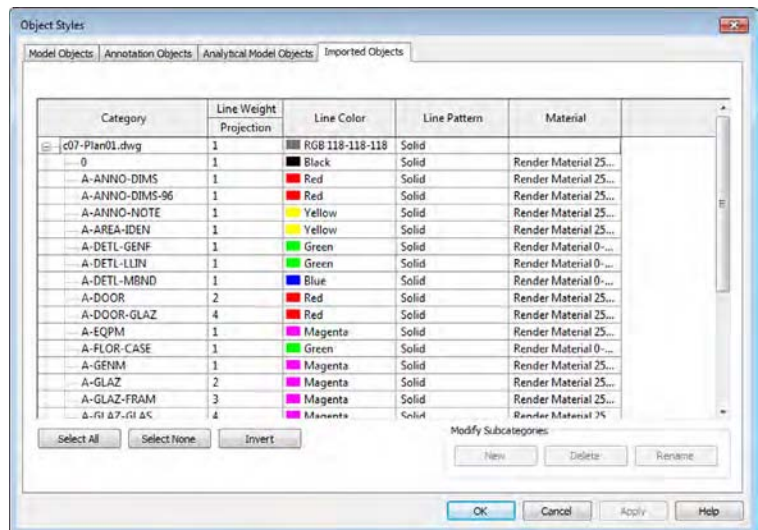 Object Styles
Model Objects Annotation Objects Analytical Model Objects Imported Objects
Category Line Weight Line Color Line Pattern Material
Projection
c07-Plan01.dwg 1 RGB 118-118-118 Solid
0 1 Black Solid Render Material 25...
A-ANNO-DIMS 1 Red Solid Render Material 25...
A-ANNO-DIMS-96 1 Red Solid Render Material 25...
A-ANNO-NOTE 1 Yellow Solid Render Material 25...
A-AREA-IDEN 1 Yellow Solid Render Material 25...
A-DETL-GENF 1 Green Solid Render Material 0-...
A-DETL-LLIN 1 Green Solid Render Material 0-...
A-DETL-MBND 1 Blue Solid Render Material 0-...
A-DOOR 2 Red Solid Render Material 25...
A-DOOR-GLAZ 4 Red Solid Render Material 25...
A-EQPM 1 Magenta Solid Render Material 25...
A-FLOR-CASE 1 Green Solid Render Material 0-...
A-GENM 1 Magenta Solid Render Material 25...
A-GLAZ 2 Magenta Solid Render Material 25...
A-GLAZ-FRAM 3 Magenta Solid Render Material 25...
A-GLAZ-GLAS 4 Magenta Solid Render Material 25
Select All Select None Invert Modify Subcategories
New Delete Rename
OK Cancel Apply Help